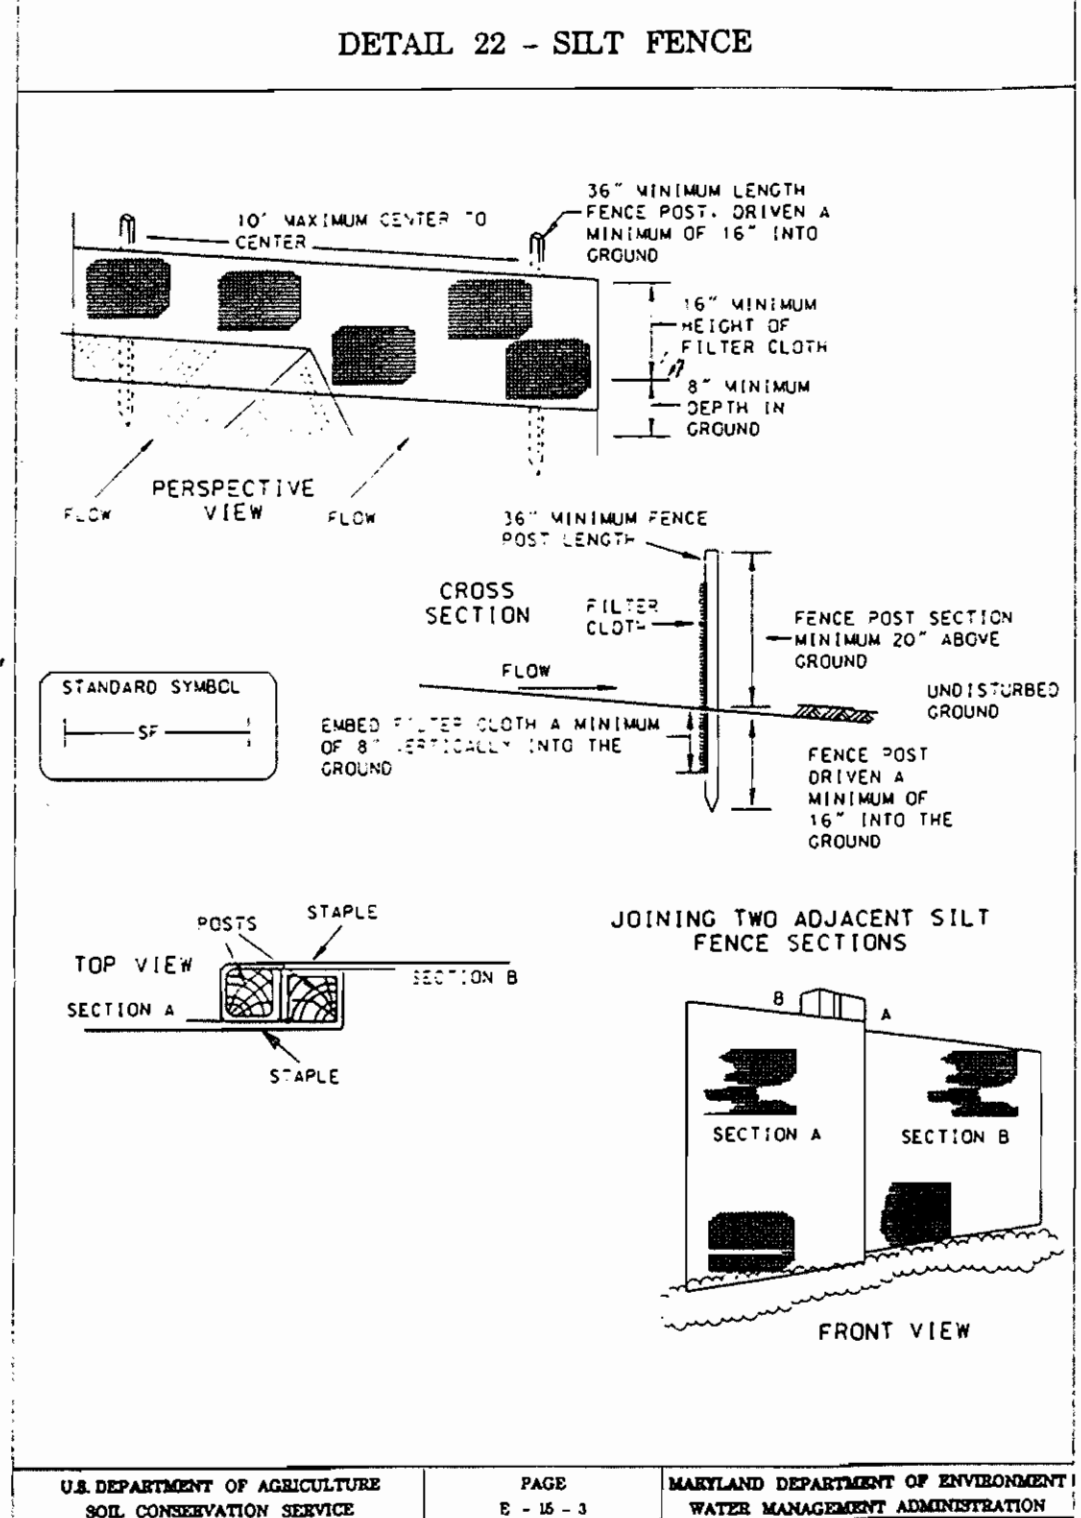 DETAIL 22 - SILT FENCE
10' MAXIMUM CENTER TO
CENTER
36" MINIMUM LENGTH
FENCE POST, DRIVEN A
MINIMUM OF 16" INTO
GROUND
16" MINIMUM
HEIGHT OF
FILTER CLOTH
8" MINIMUM
DEPTH IN
GROUND
PERSPECTIVE
VIEW
FLOW
FLOW
36" MINIMUM FENCE
POST LENGTH
CROSS
SECTION
FILTER
CLOTH
FENCE POST SECTION
MINIMUM 20" ABOVE
GROUND
FLOW
UNDISTURBED
GROUND
STANDARD SYMBOL
SF
EMBED FILTER CLOTH A MINIMUM
OF 8" VERTICALLY INTO THE
GROUND
FENCE POST
DRIVEN A
MINIMUM OF
16" INTO THE
GROUND
POSTS
STAPLE
TOP VIEW
SECTION B
SECTION A
STAPLE
JOINING TWO ADJACENT SILT
FENCE SECTIONS
B
A
SECTION A
SECTION B
FRONT VIEW
U.S. DEPARTMENT OF AGRICULTURE
SOIL CONSERVATION SERVICE
PAGE
E - 15 - 3
MARYLAND DEPARTMENT OF ENVIRONMENT
WATER MANAGEMENT ADMINISTRATION